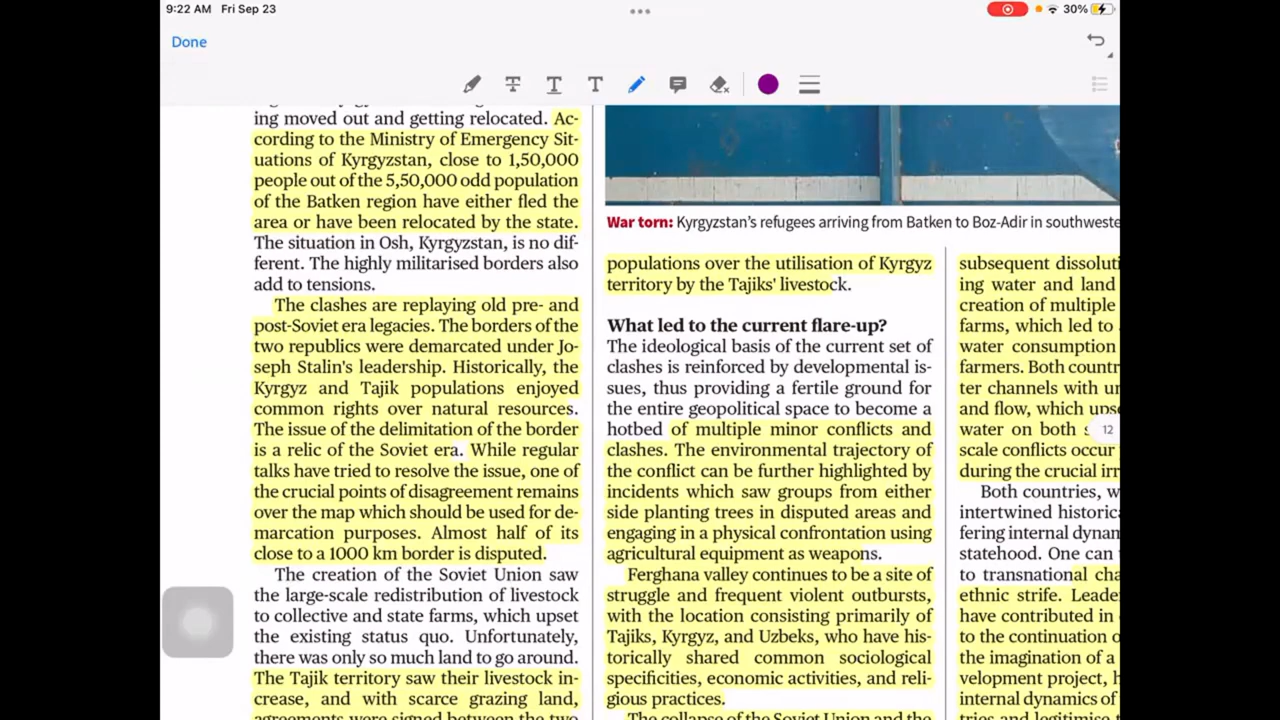 9:22 AM Fri Sep 23
30%
Done
ing moved out and getting relocated. Ac-
cording to the Ministry of Emergency Sit-
uations of Kyrgyzstan, close to 1,50,000
people out of the 5,50,000 odd population
of the Batken region have either fled the
area or have been relocated by the state.
The situation in Osh, Kyrgyzstan, is no dif-
ferent. The highly militarised borders also
add to tensions.
The clashes are replaying old pre- and
post-Soviet era legacies. The borders of the
two republics were demarcated under Jo-
seph Stalin's leadership. Historically, the
Kyrgyz and Tajik populations enjoyed
common rights over natural resources.
The issue of the delimitation of the border
is a relic of the Soviet era. While regular
talks have tried to resolve the issue, one of
the crucial points of disagreement remains
over the map which should be used for de-
marcation purposes. Almost half of its
close to a 1000 km border is disputed.
The creation of the Soviet Union saw
the large-scale redistribution of livestock
to collective and state farms, which upset
the existing status quo. Unfortunately,
there was only so much land to go around.
The Tajik territory saw their livestock in-
crease, and with scarce grazing land,
agreements were signed between the two
War torn: Kyrgyzstan's refugees arriving from Batken to Boz-Adir in southweste
populations over the utilisation of Kyrgyz
territory by the Tajiks' livestock.
What led to the current flare-up?
The ideological basis of the current set of
clashes is reinforced by developmental is-
sues, thus providing a fertile ground for
the entire geopolitical space to become a
hotbed of multiple minor conflicts and
clashes. The environmental trajectory of
the conflict can be further highlighted by
incidents which saw groups from either
side planting trees in disputed areas and
engaging in a physical confrontation using
agricultural equipment as weapons.
Ferghana valley continues to be a site of
struggle and frequent violent outbursts,
with the location consisting primarily of
Tajiks, Kyrgyz, and Uzbeks, who have his-
torically shared common sociological
specificities, economic activities, and reli-
gious practices.
The collapse of the Soviet Union and the
subsequent dissoluti
ing water and land
creation of multiple
farms, which led to
water consumption
farmers. Both countr
ter channels with un
and flow, which upse
water on both s
12
scale conflicts occur
during the crucial irr
Both countries, w
intertwined historic
fering internal dynam
statehood. One can
to transnational cha
ethnic strife. Leade
have contributed in
to the continuation o
the imagination of a
velopment project, h
internal dynamics of
tries and legitimise t